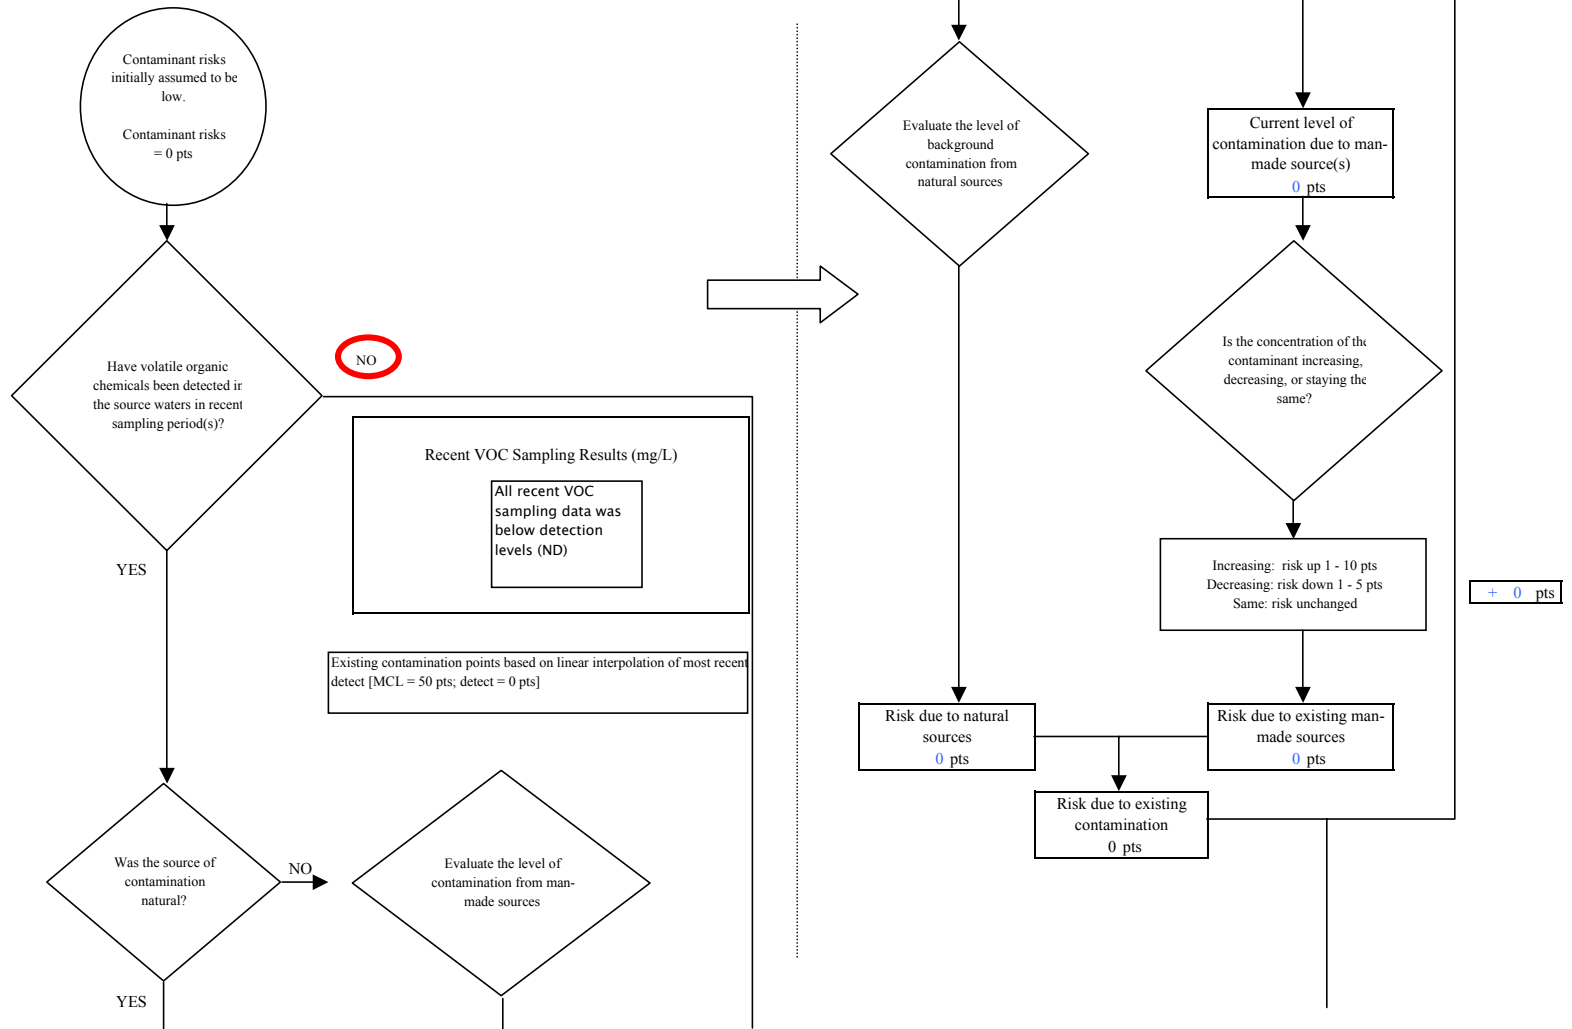 Contaminant risks
initially assumed to be
low.
Contaminant risks
= 0 pts
Have volatile organic
chemicals been detected in
the source waters in recent
sampling period(s)?
NO
YES
Recent VOC Sampling Results (mg/L)
All recent VOC
sampling data was
below detection
levels (ND)
Existing contamination points based on linear interpolation of most recent
detect [MCL = 50 pts; detect = 0 pts]
Was the source of
contamination
natural?
NO
YES
Evaluate the level of
contamination from man-
made sources
Evaluate the level of
background
contamination from
natural sources
Current level of
contamination due to man-
made source(s)
0 pts
Is the concentration of the
contaminant increasing,
decreasing, or staying the
same?
Increasing: risk up 1 - 10 pts
Decreasing: risk down 1 - 5 pts
Same: risk unchanged
+ 0 pts
Risk due to natural
sources
0 pts
Risk due to existing man-
made sources
0 pts
Risk due to existing
contamination
0 pts